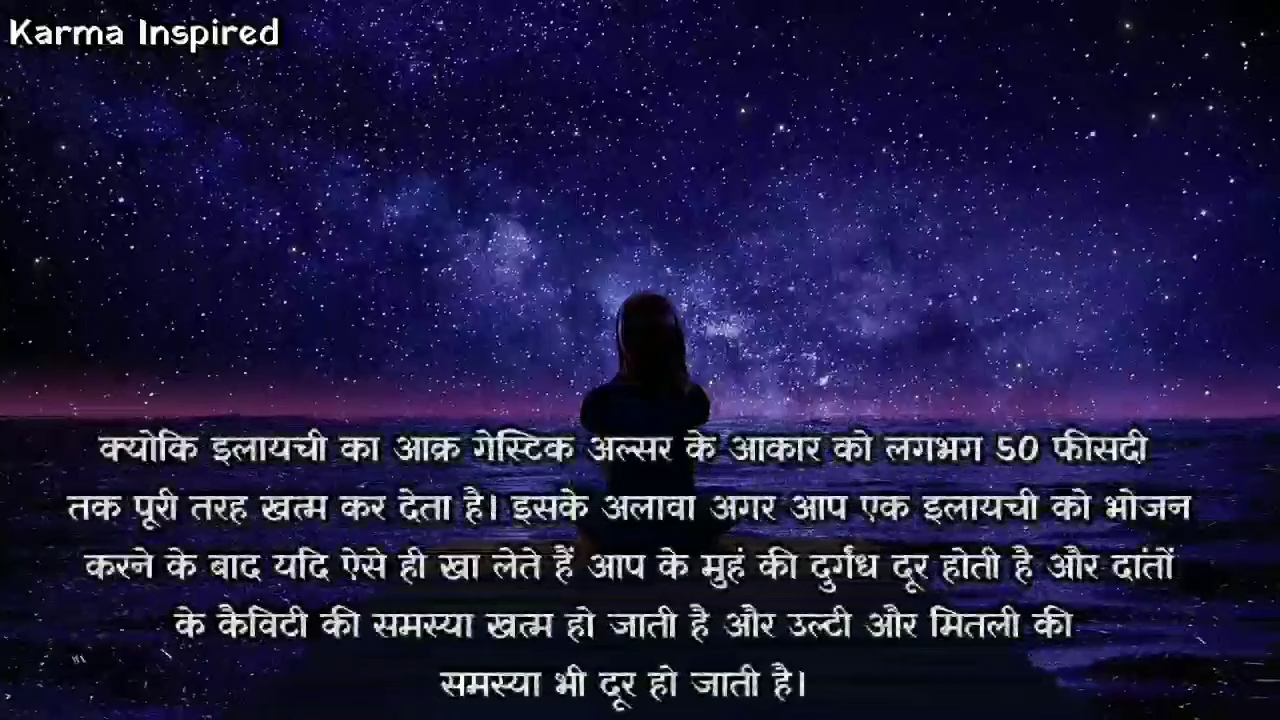 Karma Inspired
क्योकि इलायची का आक्र गेस्टिक अल्सर के आकार को लगभग 50 फीसदी
तक पूरी तरह खत्म कर देता है। इसके अलावा अगर आप एक इलायची को भोजन
करने के बाद यदि ऐसे ही खा लेते हैं आप के मुहं की दुर्गंध दूर होती है और दांतों
के कैविटी की समस्या खत्म हो जाती है और उल्टी और मितली की
समस्या भी दूर हो जाती है।